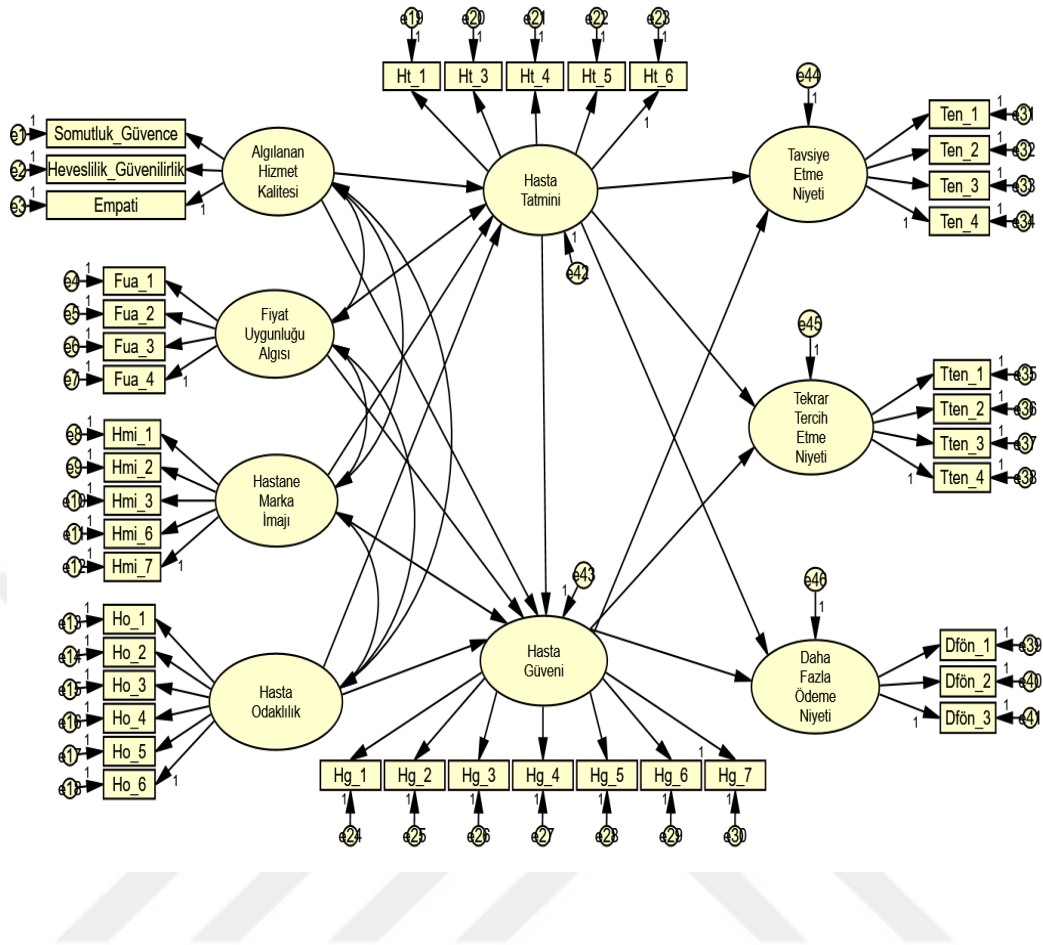 e19 e20 e21 e22 e23
1 1 1 1 1
Ht_1 Ht_3 Ht_4 Ht_5 Ht_6
1
e1 1 Somutluk_Güvence
e2 1 Heveslilik_Güvenilirlik
e3 1 Empati
1
Algılanan
Hizmet
Kalitesi
Hasta
Tatmini
1
e42
e44
1
Tavsiye
Etme
Niyeti
Ten_1 1 e31
Ten_2 1 e32
Ten_3 1 e33
1 Ten_4 1 e34
e4 1 Fua_1
e5 1 Fua_2
e6 1 Fua_3
e7 1 Fua_4
1
Fiyat
Uygunluğu
Algısı
e45
1
Tekrar
Tercih
Etme
Niyeti
Tten_1 1 e35
Tten_2 1 e36
Tten_3 1 e37
1 Tten_4 1 e38
e8 1 Hmi_1
e9 1 Hmi_2
e10 1 Hmi_3
e11 1 Hmi_6
e12 1 Hmi_7
1
Hastane
Marka
İmajı
e13 1 Ho_1
e14 1 Ho_2
e15 1 Ho_3
e16 1 Ho_4
e17 1 Ho_5
e18 1 Ho_6
1
Hasta
Odaklılık
e43
1
Hasta
Güveni
e46
1
Daha
Fazla
Ödeme
Niyeti
Dfön_1 1 e39
Dfön_2 1 e40
1 Dfön_3 1 e41
1
Hg_1 Hg_2 Hg_3 Hg_4 Hg_5 Hg_6 Hg_7
1 1 1 1 1 1 1
e24 e25 e26 e27 e28 e29 e30